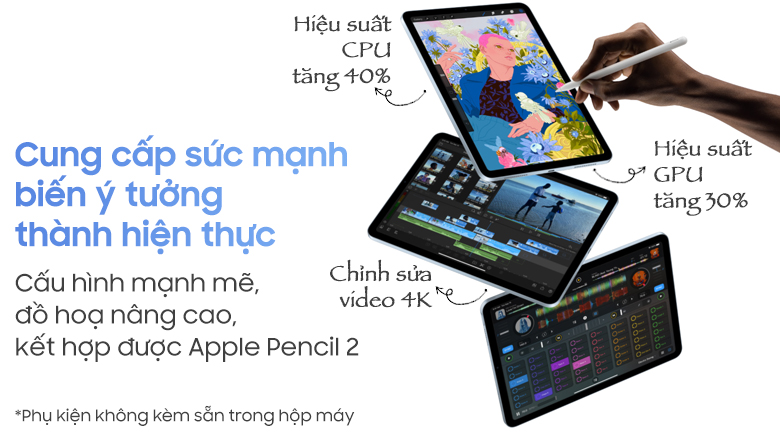 Hiệu suất
CPU
tăng 40%
Cung cấp sức mạnh
biến ý tưởng
thành hiện thực
Hiệu suất
GPU
tăng 30%
Chỉnh sửa
video 4K
Cấu hình mạnh mẽ,
đồ hoạ nâng cao,
kết hợp được Apple Pencil 2
*Phụ kiện không kèm sẵn trong hộp máy